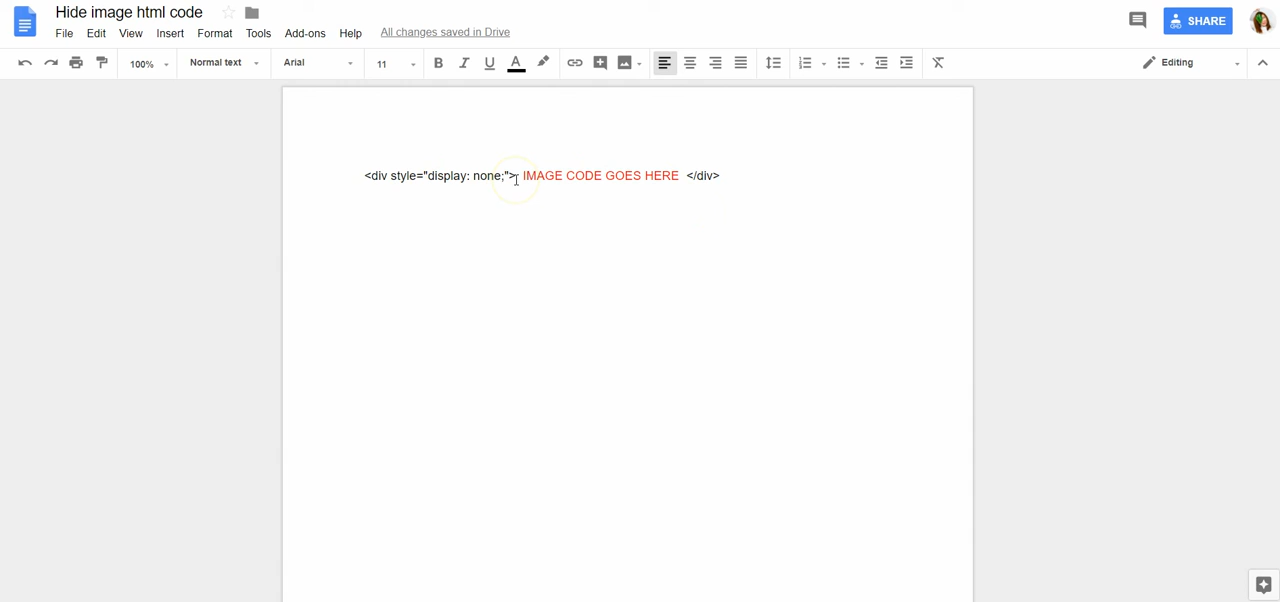 Hide image html code
File Edit View Insert Format Tools Add-ons Help All changes saved in Drive
SHARE
100% Normal text Arial 11 B I U A Editing
<div style="display: none;"> IMAGE CODE GOES HERE </div>